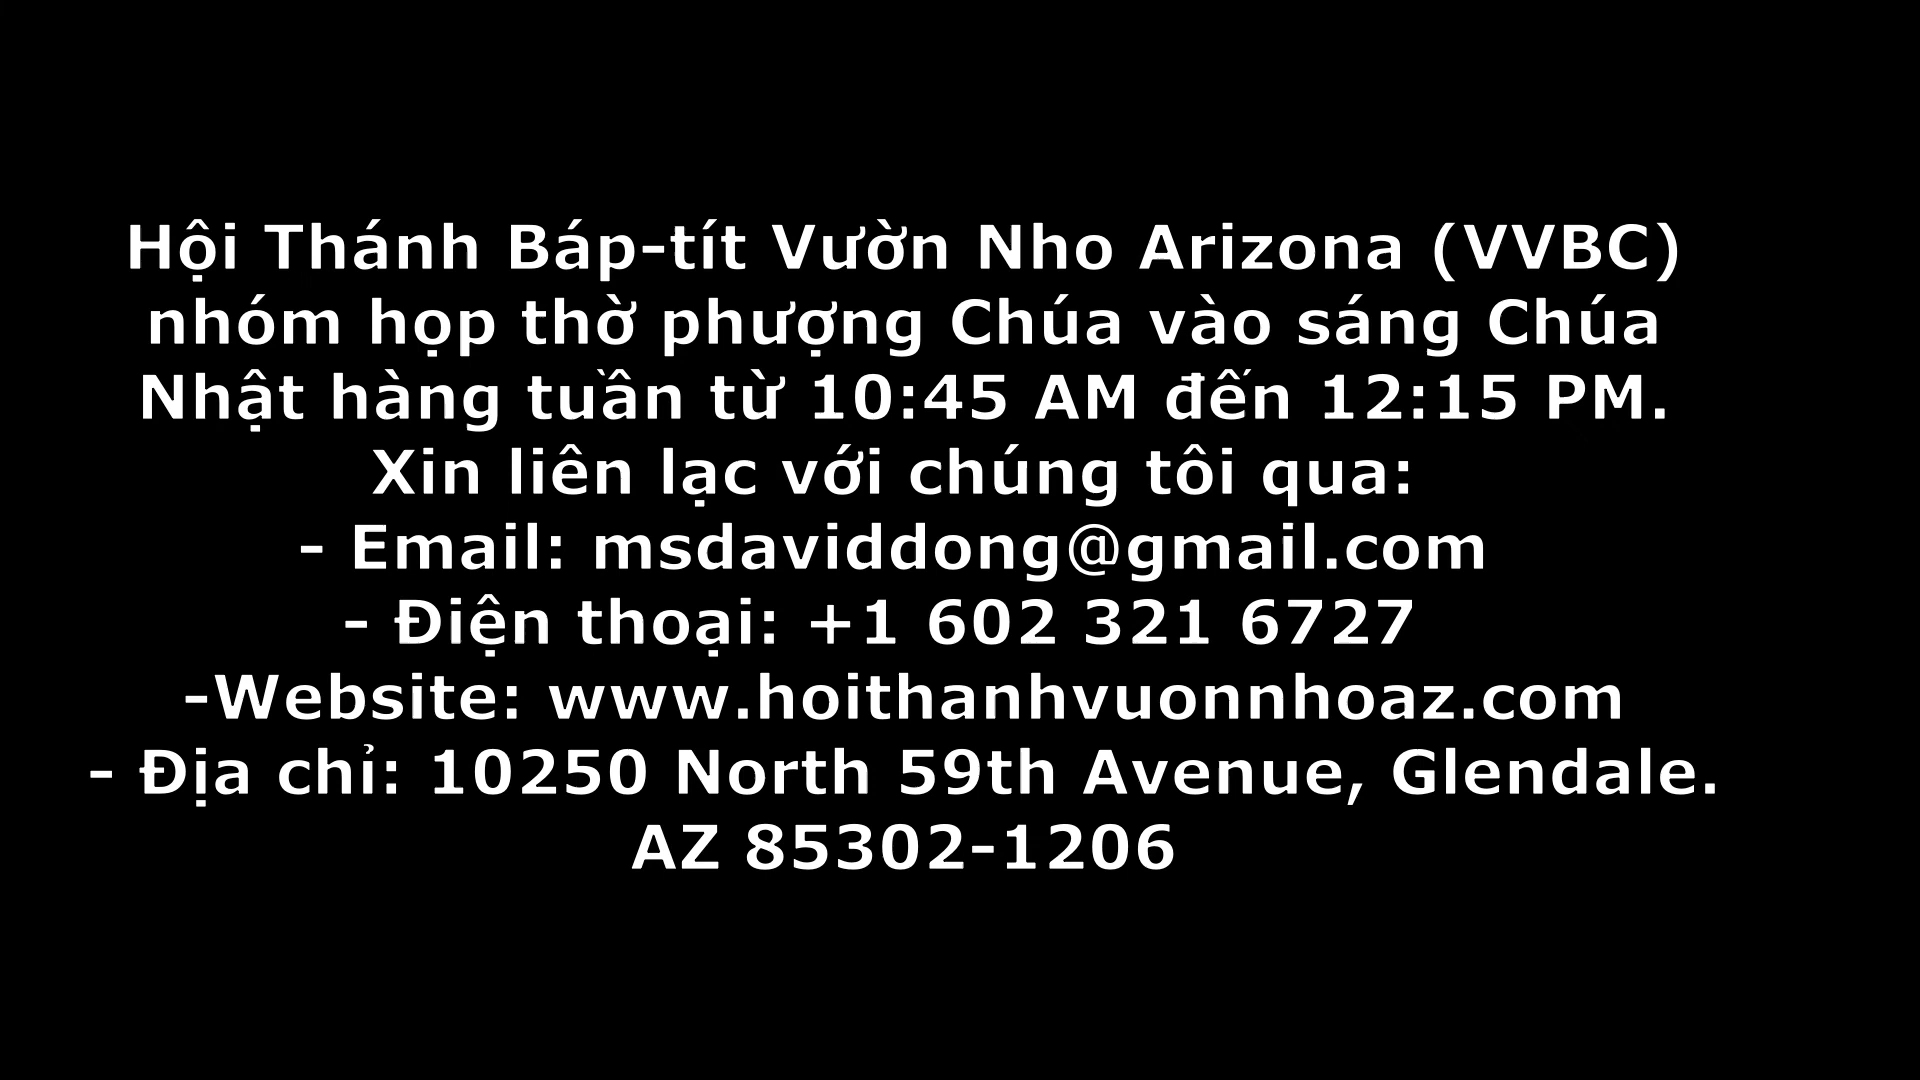 Hội Thánh Báp-tít Vườn Nho Arizona (VVBC)
nhóm họp thờ phượng Chúa vào sáng Chúa
Nhật hàng tuần từ 10:45 AM đến 12:15 PM.
Xin liên lạc với chúng tôi qua:
- Email: msdaviddong@gmail.com
- Điện thoại: +1 602 321 6727
-Website: www.hoithanhvuonnhoaz.com
- Địa chỉ: 10250 North 59th Avenue, Glendale.
AZ 85302-1206